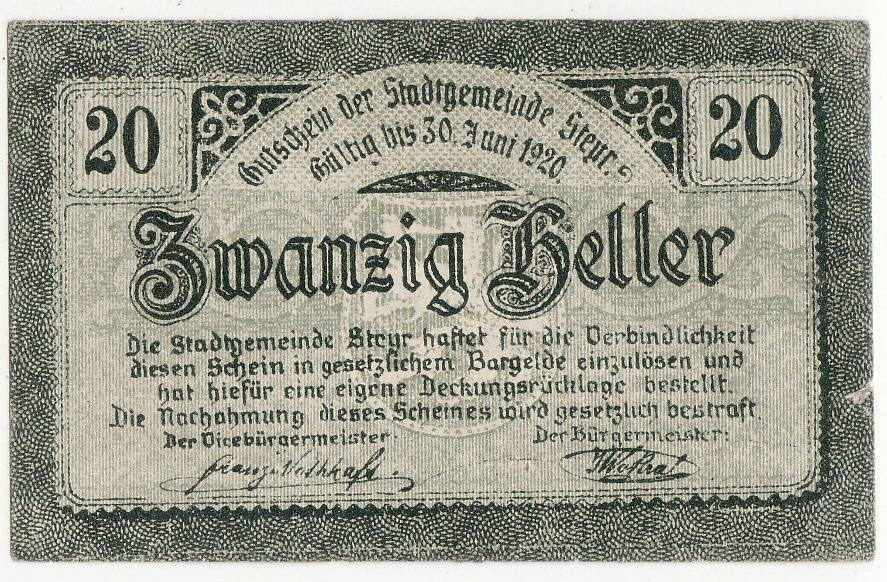 20
20
Gutschein der Stadtgemeinde Steyr.
Gültig bis 30. Juni 1920.
Zwanzig Heller
Die Stadtgemeinde Steyr haftet für die Verbindlichkeit
diesen Schein in gesetzlichem Bargelde einzulösen und
hat hiefür eine eigene Deckungsrücklage bestellt.
Die Nachahmung dieses Scheines wird gesetzlich bestraft.
Der Vicebürgermeister:
Der Bürgermeister:
Franz